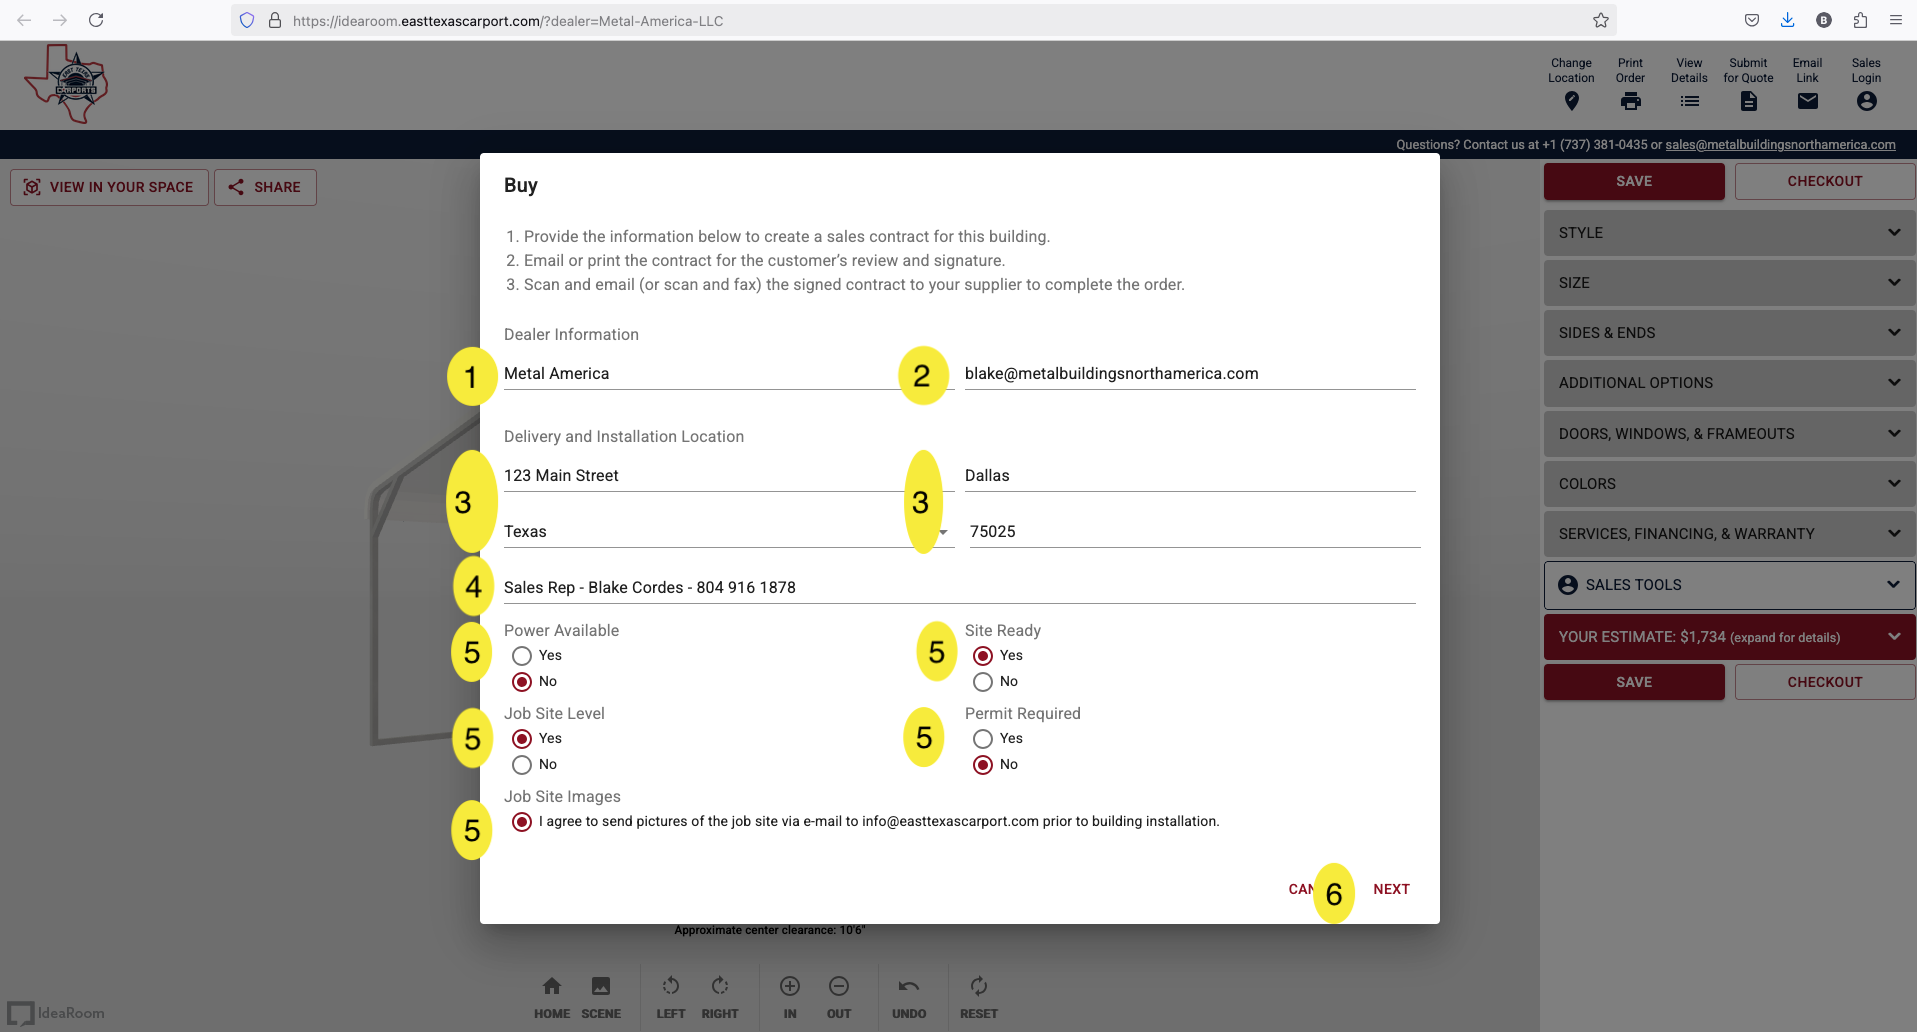 https://idearoom.easttexascarport.com/?dealer=Metal-America-LLC
B
EAST TEXAS
CARPORTS
Change Location
Print Order
View Details
Submit for Quote
Email Link
Sales Login
Questions? Contact us at +1 (737) 381-0435 or sales@metalbuildingsnorthamerica.com
VIEW IN YOUR SPACE
SHARE
Buy
1. Provide the information below to create a sales contract for this building.
2. Email or print the contract for the customer's review and signature.
3. Scan and email (or scan and fax) the signed contract to your supplier to complete the order.
Dealer Information
1 Metal America
2 blake@metalbuildingsnorthamerica.com
Delivery and Installation Location
3 123 Main Street
3 Dallas
Texas
75025
4 Sales Rep - Blake Cordes - 804 916 1878
5 Power Available
Yes
No
5 Site Ready
Yes
No
5 Job Site Level
Yes
No
5 Permit Required
Yes
No
Job Site Images
5 I agree to send pictures of the job site via e-mail to info@easttexascarport.com prior to building installation.
CAN 6 NEXT
Approximate center clearance: 10'6"
HOME
SCENE
LEFT
RIGHT
IN
OUT
UNDO
RESET
IdeaRoom
SAVE
CHECKOUT
STYLE
SIZE
SIDES & ENDS
ADDITIONAL OPTIONS
DOORS, WINDOWS, & FRAMEOUTS
COLORS
SERVICES, FINANCING, & WARRANTY
SALES TOOLS
YOUR ESTIMATE: $1,734 (expand for details)
SAVE
CHECKOUT